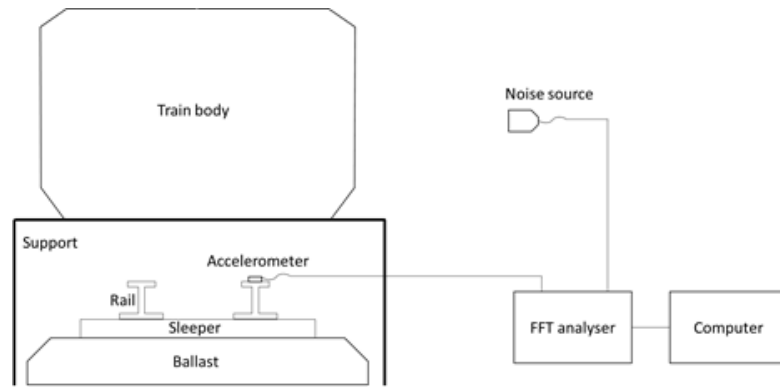 Train body
Noise source
Support
Accelerometer
Rail
Sleeper
FFT analyser
Computer
Ballast